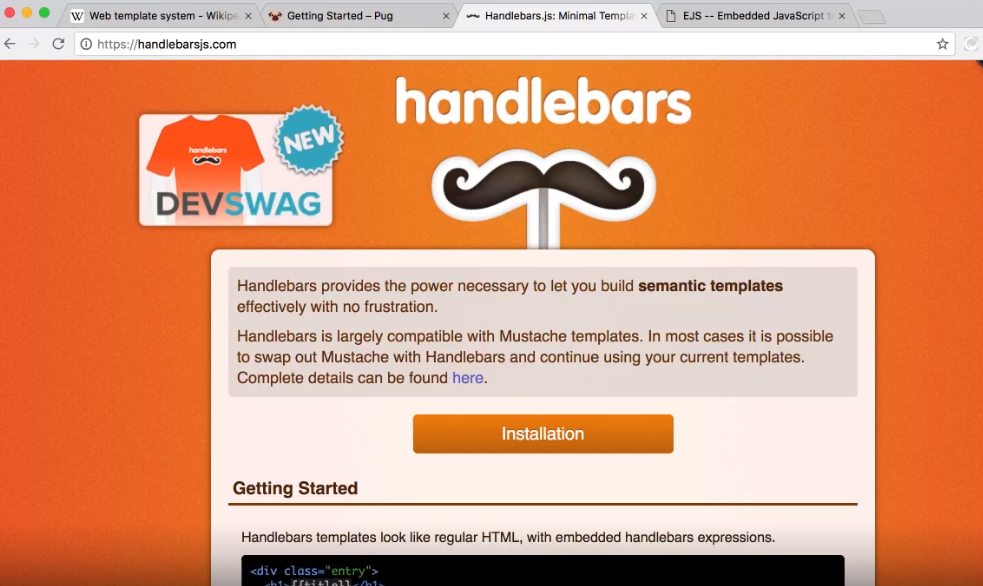 Web template system - Wikipe
Getting Started – Pug
Handlebars.js: Minimal Templa
EJS -- Embedded JavaScript t
https://handlebarsjs.com
handlebars
handlebars
NEW
DEVSWAG
Handlebars provides the power necessary to let you build semantic templates
effectively with no frustration.
Handlebars is largely compatible with Mustache templates. In most cases it is possible
to swap out Mustache with Handlebars and continue using your current templates.
Complete details can be found here.
Installation
Getting Started
Handlebars templates look like regular HTML, with embedded handlebars expressions.
<div class="entry">
<h1>{{title}}</h1>